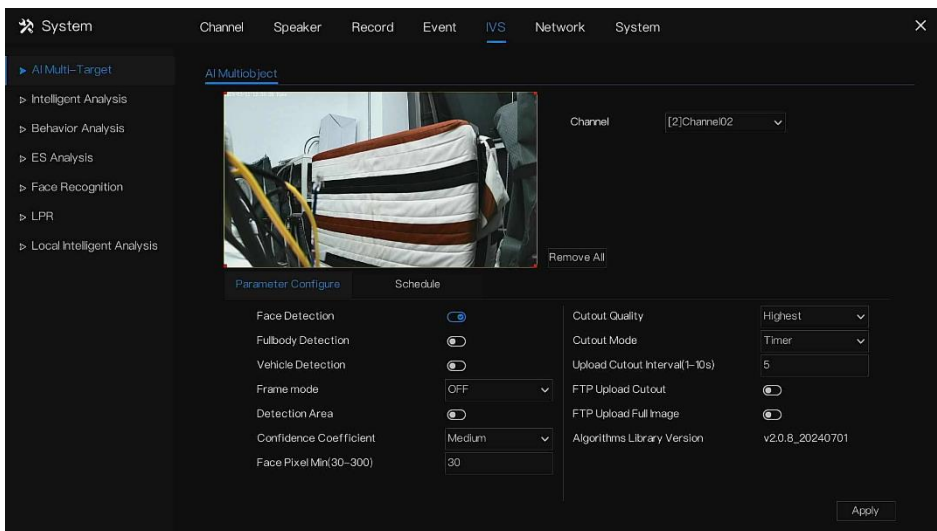 System
Channel Speaker Record Event IVS Network System
AI Multi-Target
Intelligent Analysis
Behavior Analysis
ES Analysis
Face Recognition
LPR
Local Intelligent Analysis
AI Multiobject
Channel [2]Channel02
Remove All
Parameter Configure Schedule
Face Detection
Fullbody Detection
Vehicle Detection
Frame mode OFF
Detection Area
Confidence Coefficient Medium
Face Pixel Min(30-300) 30
Cutout Quality Highest
Cutout Mode Timer
Upload Cutout Interval(1-10s) 5
FTP Upload Cutout
FTP Upload Full Image
Algorithms Library Version v2.0.8_20240701
Apply